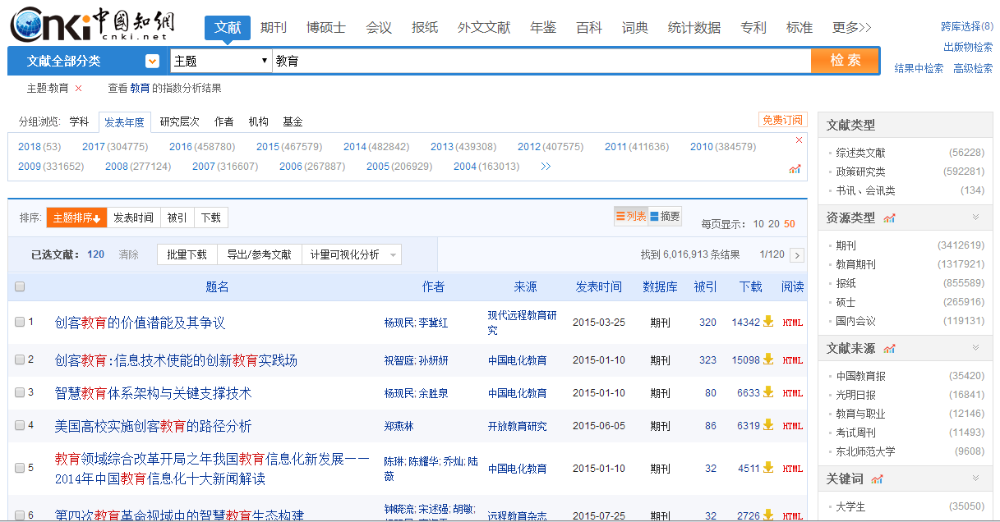 Cnki 中國知網
cnki.net
文献 期刊 博硕士 会议 报纸 外文文献 年鉴 百科 词典 统计数据 专利 标准 更多>>
跨库选择(8)
出版物检索
文献全部分类 主题 教育 检索
结果中检索 高级检索
主题:教育 × 查看 教育 的指数分析结果
分组浏览: 学科 发表年度 研究层次 作者 机构 基金 免费订阅
2018(53) 2017(304775) 2016(458790) 2015(467579) 2014(482842) 2013(439308) 2012(407575) 2011(411636) 2010(384579)
2009(331652) 2008(277124) 2007(316607) 2006(267887) 2005(206929) 2004(163013) >>
排序: 主题排序 发表时间 被引 下载 列表 摘要 每页显示: 10 20 50
已选文献: 120 清除 批量下载 导出/参考文献 计量可视化分析 找到 6,016,913 条结果 1/120 >
题名 作者 来源 发表时间 数据库 被引 下载 阅读
1 创客教育的价值潜能及其争议 杨现民; 李冀红 现代远程教育研究 2015-03-25 期刊 320 14342 HTML
2 创客教育:信息技术使能的创新教育实践场 祝智庭; 孙妍妍 中国电化教育 2015-01-10 期刊 323 15098 HTML
3 智慧教育体系架构与关键支撑技术 杨现民; 余胜泉 中国电化教育 2015-01-10 期刊 80 6633 HTML
4 美国高校实施创客教育的路径分析 郑燕林 开放教育研究 2015-06-05 期刊 86 6319 HTML
5 教育领域综合改革开局之年我国教育信息化新发展——2014年中国教育信息化十大新闻解读 陈琳; 陈耀华; 乔灿; 陆薇 中国电化教育 2015-01-10 期刊 32 4511 HTML
6 第四次教育革命视域中的智慧教育生态构建 钟晓流; 宋述强; 胡敏; 远程教育杂志 2015-07-25 期刊 32 2726 HTML
文献类型
综述类文献 (56228)
政策研究类 (592281)
书讯、会讯类 (134)
资源类型
期刊 (3412619)
教育期刊 (1317921)
报纸 (855589)
硕士 (265916)
国内会议 (119131)
文献来源
中国教育报 (35420)
光明日报 (16841)
教育与职业 (12146)
考试周刊 (11493)
东北师范大学 (9608)
关键词
大学生 (35050)